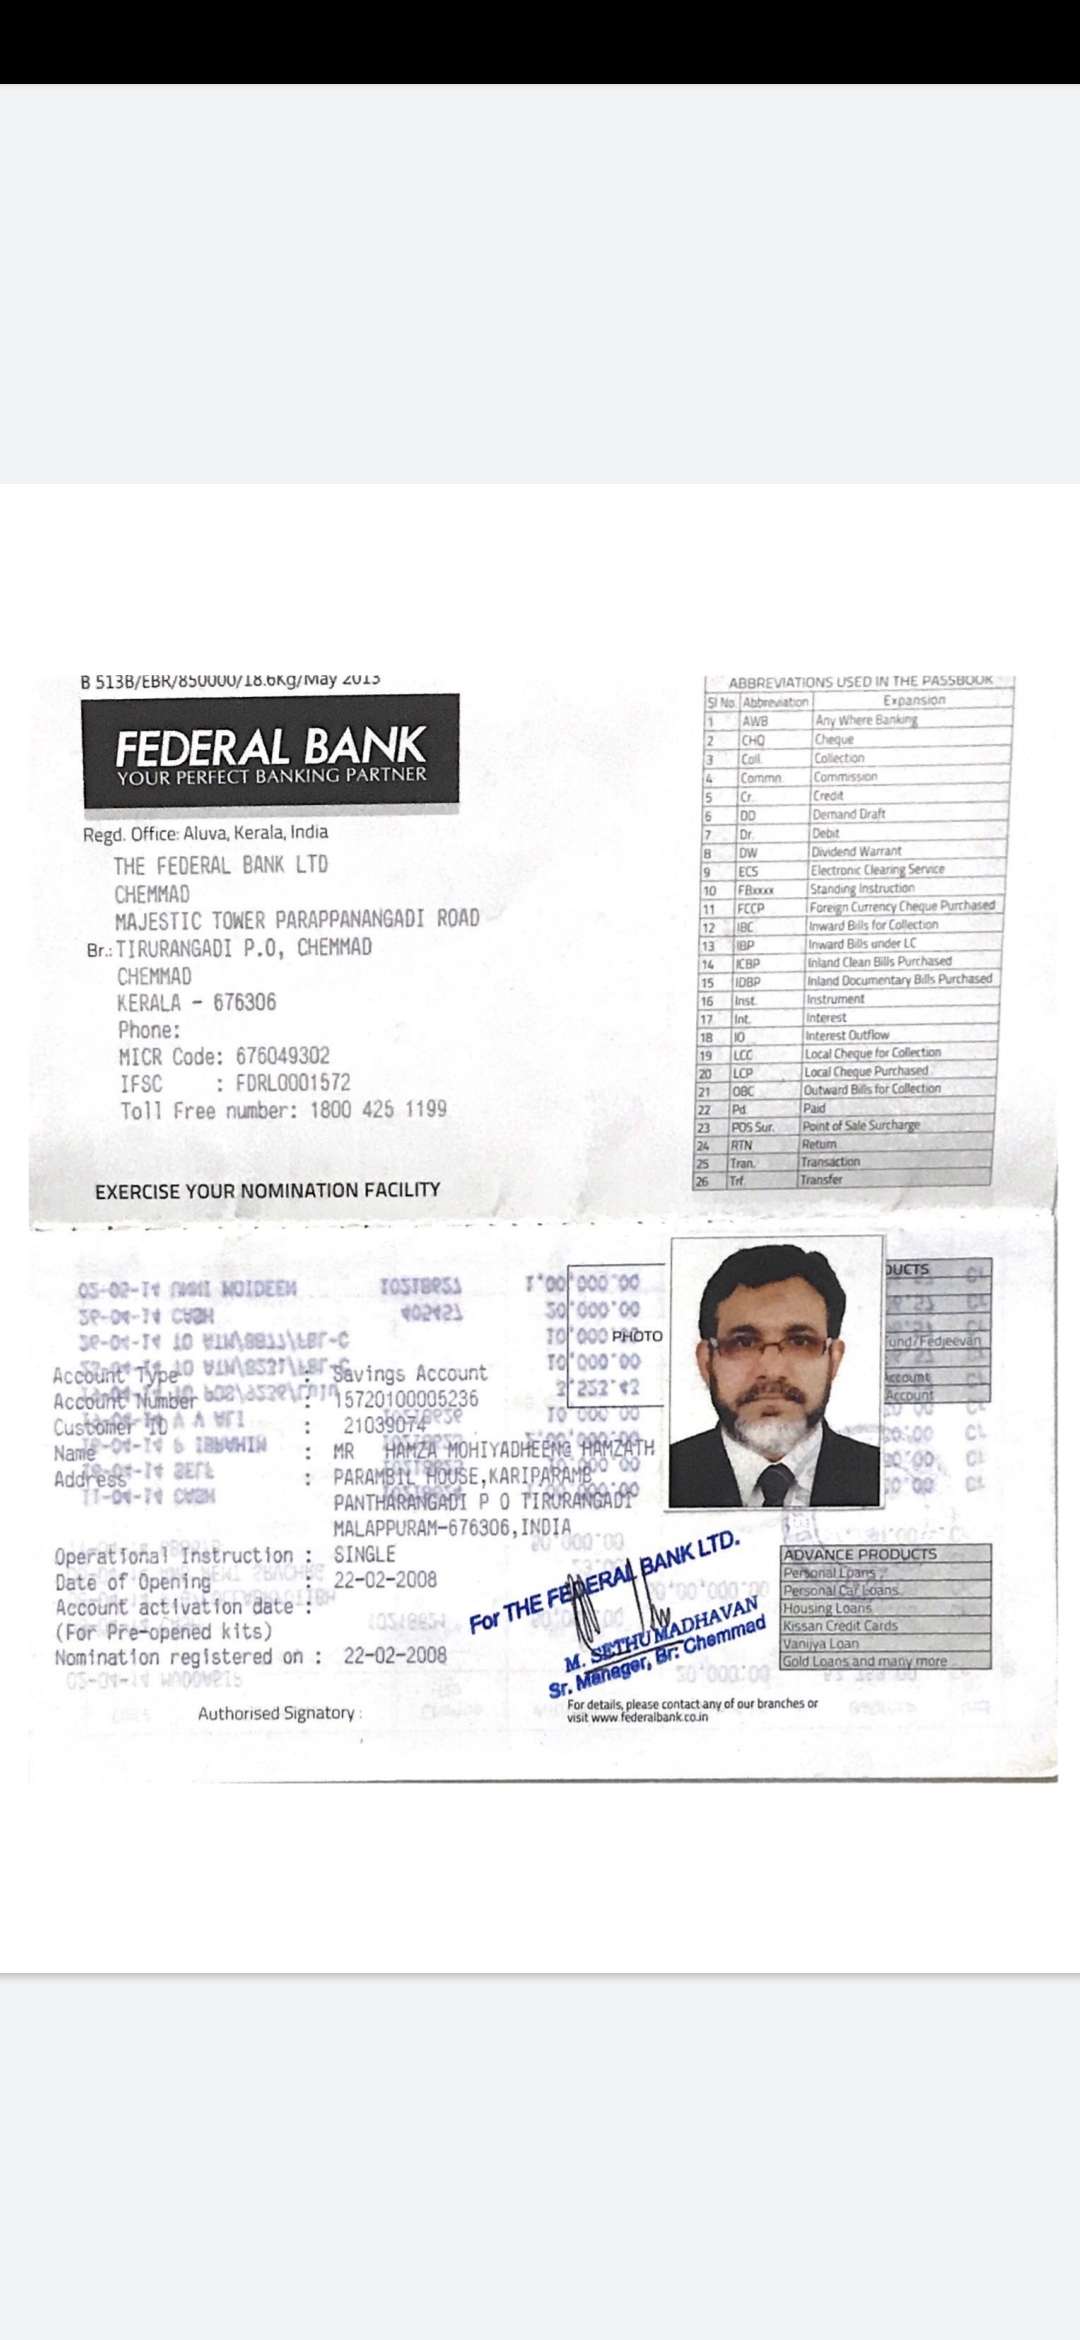 B 513B/EBR/850000/18.6Kg/May 2013
FEDERAL BANK
YOUR PERFECT BANKING PARTNER
Regd. Office: Aluva, Kerala, India
THE FEDERAL BANK LTD
CHEMMAD
MAJESTIC TOWER PARAPPANANGADI ROAD
Br.: TIRURANGADI P.O, CHEMMAD
CHEMMAD
KERALA - 676306
Phone:
MICR Code: 676049302
IFSC : FDRL0001572
Toll Free number: 1800 425 1199
EXERCISE YOUR NOMINATION FACILITY
ABBREVIATIONS USED IN THE PASSBOOK
Sl No. Abbreviation Expansion
1 AWB Any Where Banking
2 CHQ Cheque
3 Coll. Collection
4 Commn. Commission
5 Cr. Credit
6 DD Demand Draft
7 Dr. Debit
8 DW Dividend Warrant
9 ECS Electronic Clearing Service
10 FBxxxx Standing Instruction
11 FCCP Foreign Currency Cheque Purchased
12 IBC Inward Bills for Collection
13 IBP Inward Bills under LC
14 ICBP Inland Clean Bills Purchased
15 IDBP Inland Documentary Bills Purchased
16 Inst. Instrument
17 Int. Interest
18 IO Interest Outflow
19 LCC Local Cheque for Collection
20 LCP Local Cheque Purchased
21 OBC Outward Bills for Collection
22 Pd. Paid
23 POS Sur. Point of Sale Surcharge
24 RTN Return
25 Tran. Transaction
26 Trf. Transfer
PHOTO
DUCTS
und/Fedjeevan
Account
Account
Account Type : Savings Account
Account Number : 15720100005236
Customer ID : 21039074
Name : MR HAMZA MOHIYADHEEN@ HAMZATH
Address : PARAMBIL HOUSE,KARIPARAMB
PANTHARANGADI P O TIRURANGADI
MALAPPURAM-676306,INDIA
Operational Instruction : SINGLE
Date of Opening : 22-02-2008
Account activation date :
(For Pre-opened kits)
Nomination registered on : 22-02-2008
Authorised Signatory :
For THE FEDERAL BANK LTD.
M. SETHU MADHAVAN
Sr. Manager, Br: Chemmad
ADVANCE PRODUCTS
Personal Loans
Personal Car Loans
Housing Loans
Kissan Credit Cards
Vanijya Loan
Gold Loans and many more
For details, please contact any of our branches or
visit www.federalbank.co.in